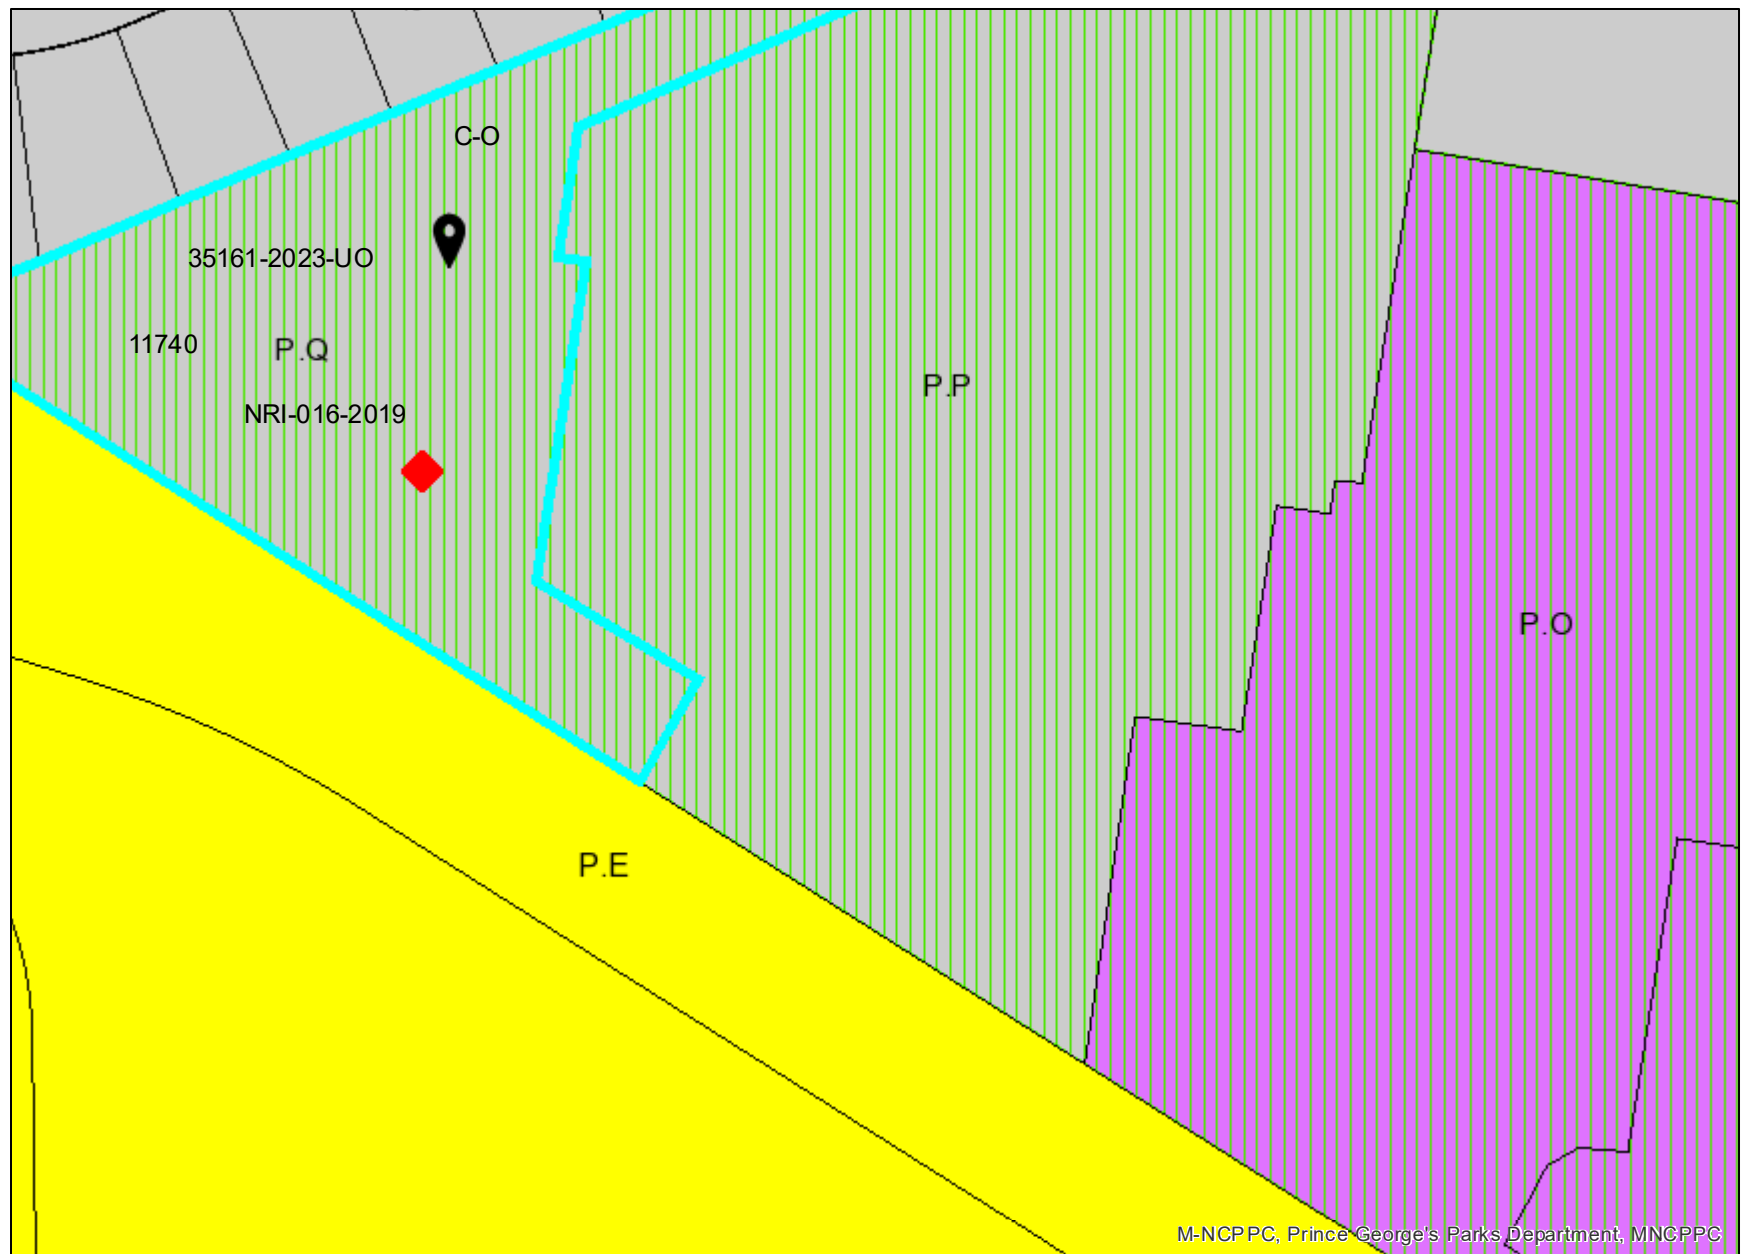 C-O
35161-2023-UO
11740
P.Q
P.P
NRI-016-2019
P.O
P.E
M-NCPPC, Prince George's Parks Department, MNCPPC